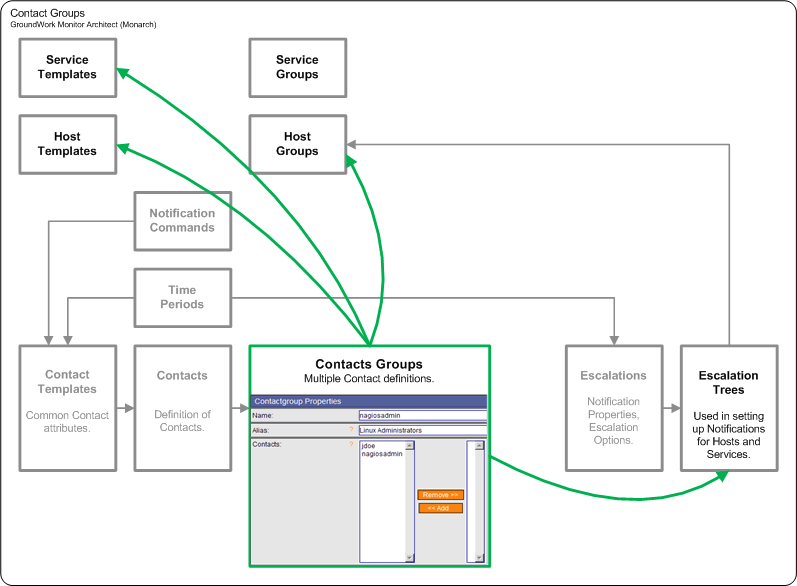 Contact Groups
GroundWork Monitor Architect (Monarch)
Service
Templates
Service
Groups
Host
Templates
Host
Groups
Notification
Commands
Time
Periods
Contact
Templates
Common Contact
attributes.
Contacts
Definition of
Contacts.
Contacts Groups
Multiple Contact definitions.
Contactgroup Properties
Name:
nagiosadmin
Alias:
?
Linux Administrators
Contacts:
?
jdoe
nagiosadmin
Remove >>
<< Add
Escalations
Notification
Properties,
Escalation
Options.
Escalation
Trees
Used in setting
up Notifications
for Hosts and
Services.